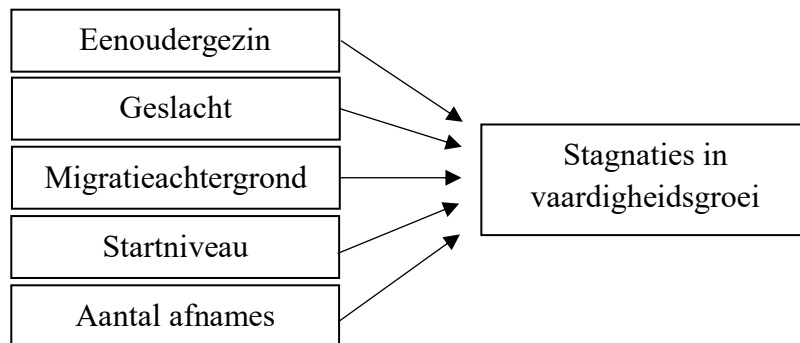 Eenoudergezin
Geslacht
Migratieachtergrond
Startniveau
Aantal afnames
Stagnaties in
vaardigheidsgroei